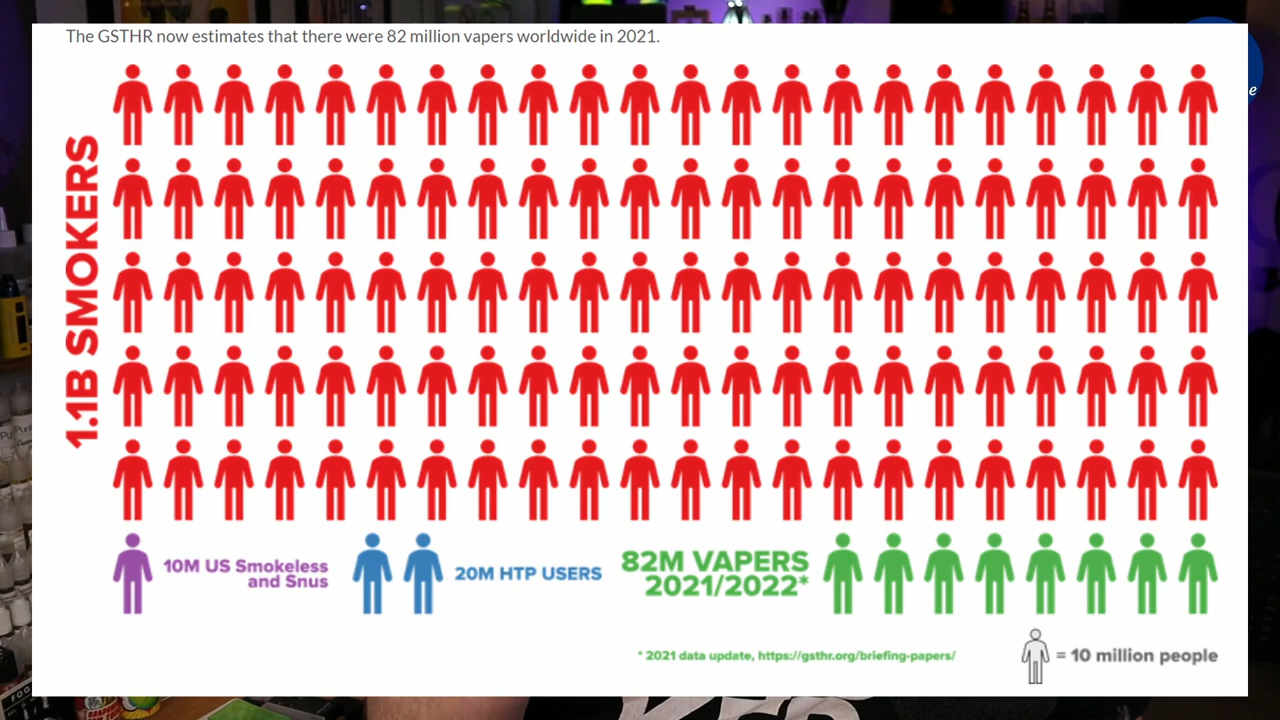 The GSTHR now estimates that there were 82 million vapers worldwide in 2021.
1.1B SMOKERS
10M US Smokeless
and Snus
20M HTP USERS
82M VAPERS
2021/2022*
* 2021 data update, https://gsthr.org/briefing-papers/
= 10 million people